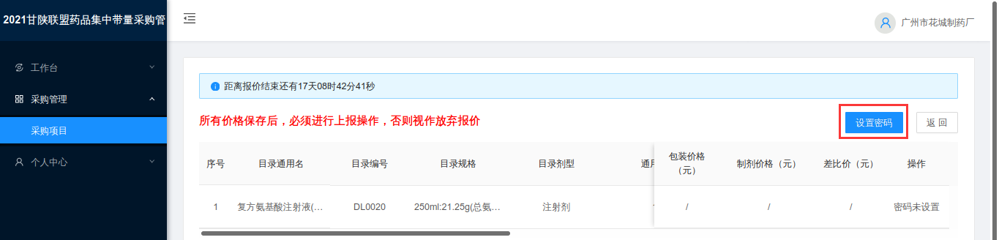 2021甘陕联盟药品集中带量采购管
广州市花城制药厂
工作台
采购管理
采购项目
个人中心
距离报价结束还有17天08时42分41秒
所有价格保存后，必须进行上报操作，否则视作放弃报价
设置密码
返 回
序号 目录通用名 目录编号 目录规格 目录剂型 通用 包装价格（元） 制剂价格（元） 差比价（元） 操作
1 复方氨基酸注射液(… DL0020 250ml:21.25g(总氨… 注射剂 / / / 密码未设置